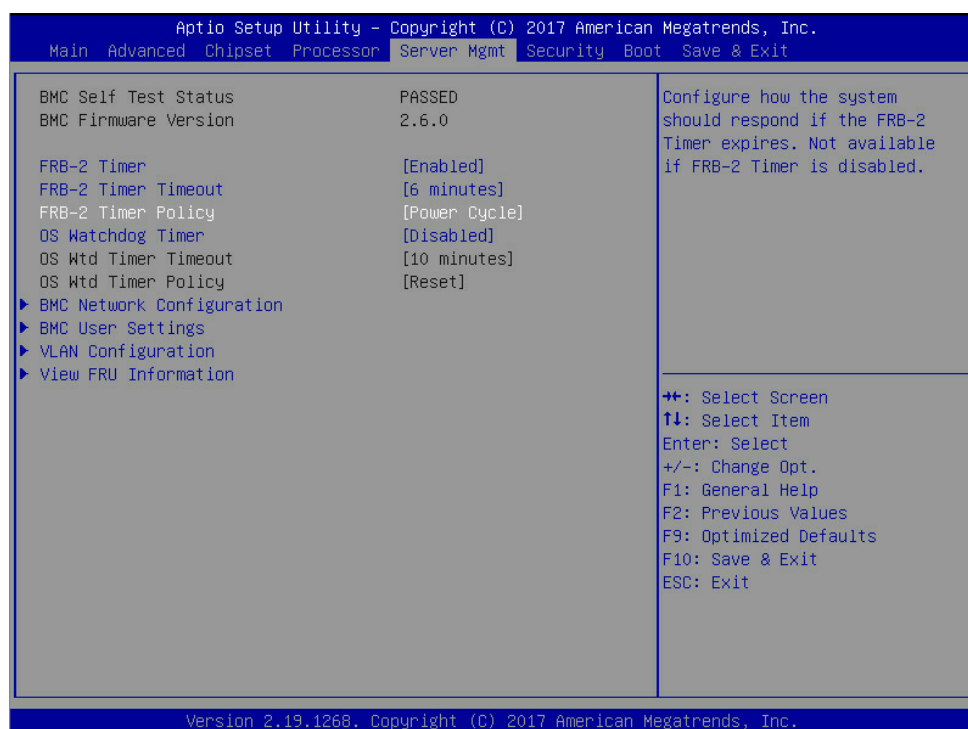 Aptio Setup Utility – Copyright (C) 2017 American Megatrends, Inc.
Main Advanced Chipset Processor Server Mgmt Security Boot Save & Exit
BMC Self Test Status PASSED
BMC Firmware Version 2.6.0
FRB-2 Timer [Enabled]
FRB-2 Timer Timeout [6 minutes]
FRB-2 Timer Policy [Power Cycle]
OS Watchdog Timer [Disabled]
OS Wtd Timer Timeout [10 minutes]
OS Wtd Timer Policy [Reset]
▶ BMC Network Configuration
▶ BMC User Settings
▶ VLAN Configuration
▶ View FRU Information
Configure how the system
should respond if the FRB-2
Timer expires. Not available
if FRB-2 Timer is disabled.
→←: Select Screen
↑↓: Select Item
Enter: Select
+/-: Change Opt.
F1: General Help
F2: Previous Values
F9: Optimized Defaults
F10: Save & Exit
ESC: Exit
Version 2.19.1268. Copyright (C) 2017 American Megatrends, Inc.